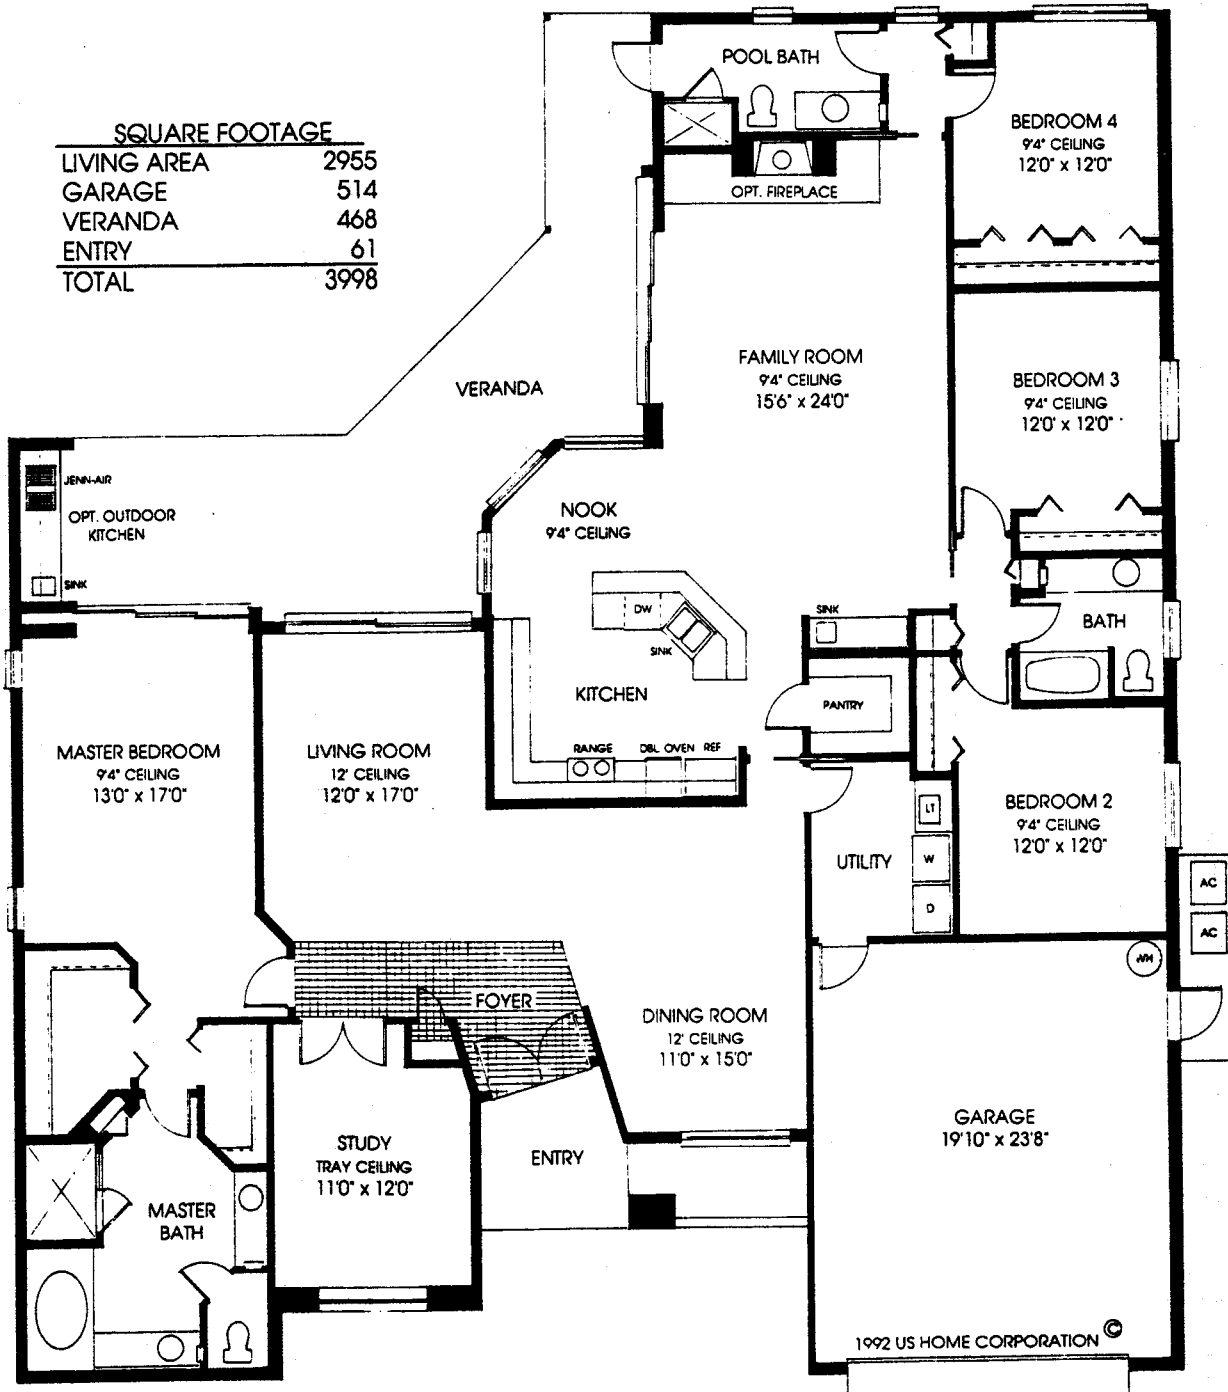 SQUARE FOOTAGE
LIVING AREA 2955
GARAGE 514
VERANDA 468
ENTRY 61
TOTAL 3998
POOL BATH
OPT. FIREPLACE
BEDROOM 4
9'4" CEILING
12'0" x 12'0"
FAMILY ROOM
9'4" CEILING
15'6" x 24'0"
BEDROOM 3
9'4" CEILING
12'0' x 12'0"
VERANDA
JENN-AIR
OPT. OUTDOOR
KITCHEN
SINK
NOOK
9'4" CEILING
DW
SINK
SINK
BATH
KITCHEN
PANTRY
RANGE
DBL OVEN
REF
MASTER BEDROOM
9'4" CEILING
13'0" x 17'0"
LIVING ROOM
12' CEILING
12'0" x 17'0"
BEDROOM 2
9'4" CEILING
12'0" x 12'0"
LT
UTILITY
W
D
AC
AC
WH
FOYER
DINING ROOM
12' CEILING
11'0" x 15'0"
STUDY
TRAY CEILING
11'0" x 12'0"
ENTRY
GARAGE
19'10" x 23'8"
MASTER
BATH
1992 US HOME CORPORATION ©